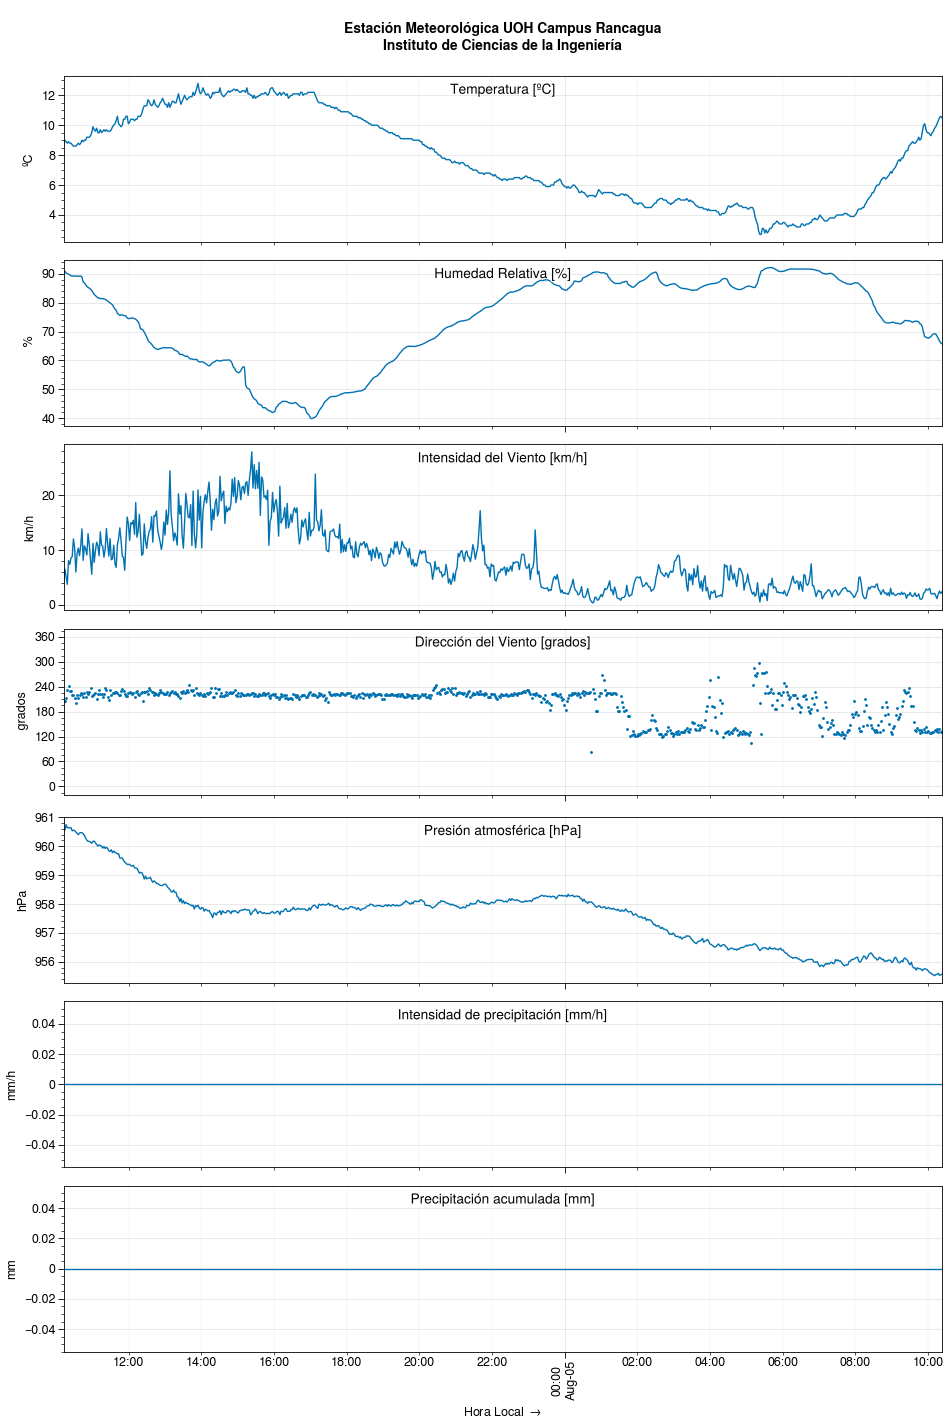 Estación Meteorológica UOH Campus Rancagua
Instituto de Ciencias de la Ingeniería
Temperatura [ºC]
ºC
12
10
8
6
4
Humedad Relativa [%]
%
90
80
70
60
50
40
Intensidad del Viento [km/h]
km/h
20
10
0
Dirección del Viento [grados]
grados
360
300
240
180
120
60
0
Presión atmosférica [hPa]
hPa
961
960
959
958
957
956
Intensidad de precipitación [mm/h]
mm/h
0.04
0.02
0
−0.02
−0.04
Precipitación acumulada [mm]
mm
0.04
0.02
0
−0.02
−0.04
12:00 14:00 16:00 18:00 20:00 22:00 00:00 02:00 04:00 06:00 08:00 10:00
Aug-05
Hora Local →